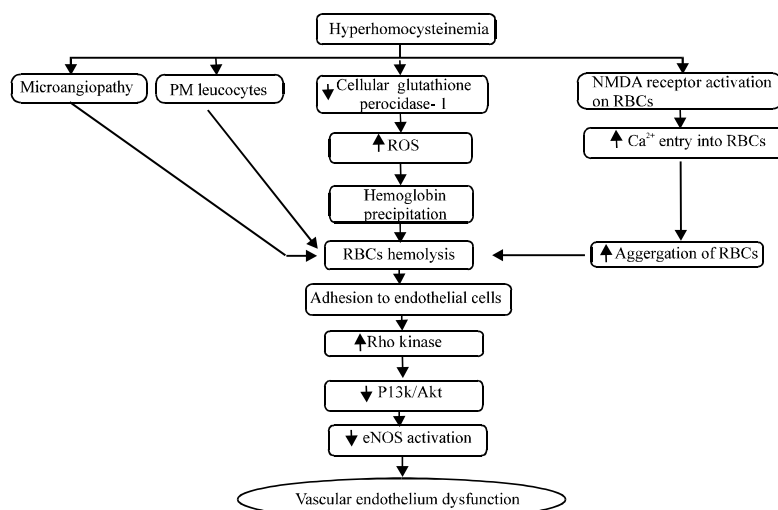 Hyperhomocysteinemia
Microangiopathy
PM leucocytes
Cellular glutathione
perocidase- 1
NMDA receptor activation
on RBCs
ROS
Ca²⁺ entry into RBCs
Hemoglobin
precipitation
RBCs hemolysis
Aggergation of RBCs
Adhesion to endothelial cells
Rho kinase
P13k/Akt
eNOS activation
Vascular endothelium dysfunction